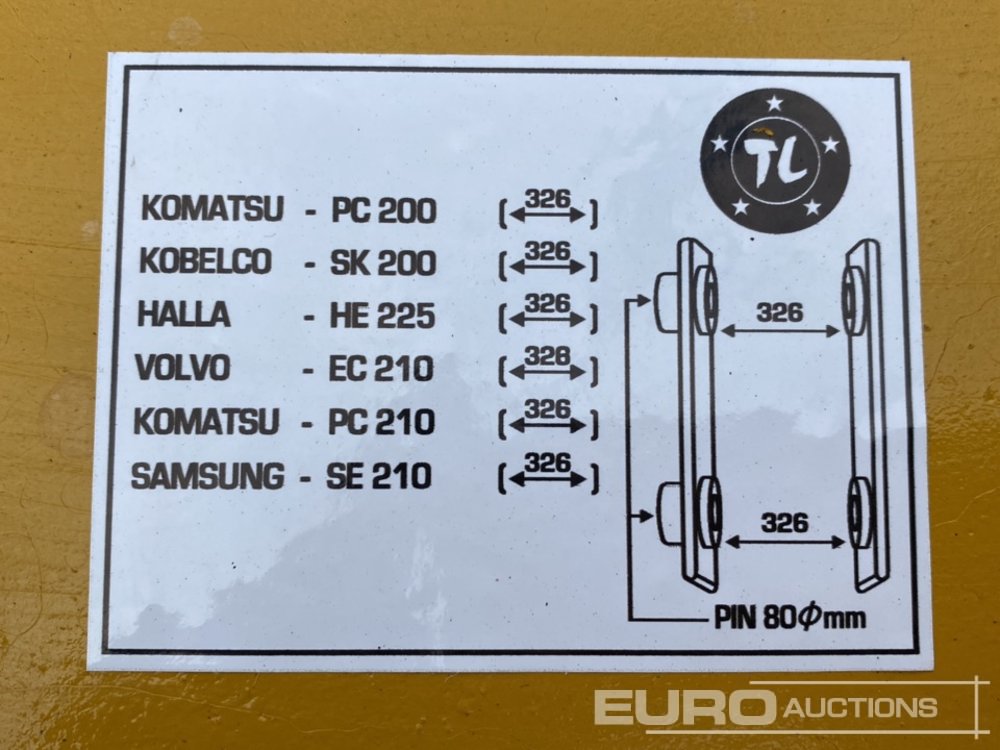 TL
KOMATSU - PC 200 [326]
KOBELCO - SK 200 [326]
HALLA - HE 225 [326]
VOLVO - EC 210 [326]
KOMATSU - PC 210 [326]
SAMSUNG - SE 210 [326]
326
326
PIN 80Φmm
EURO AUCTIONS